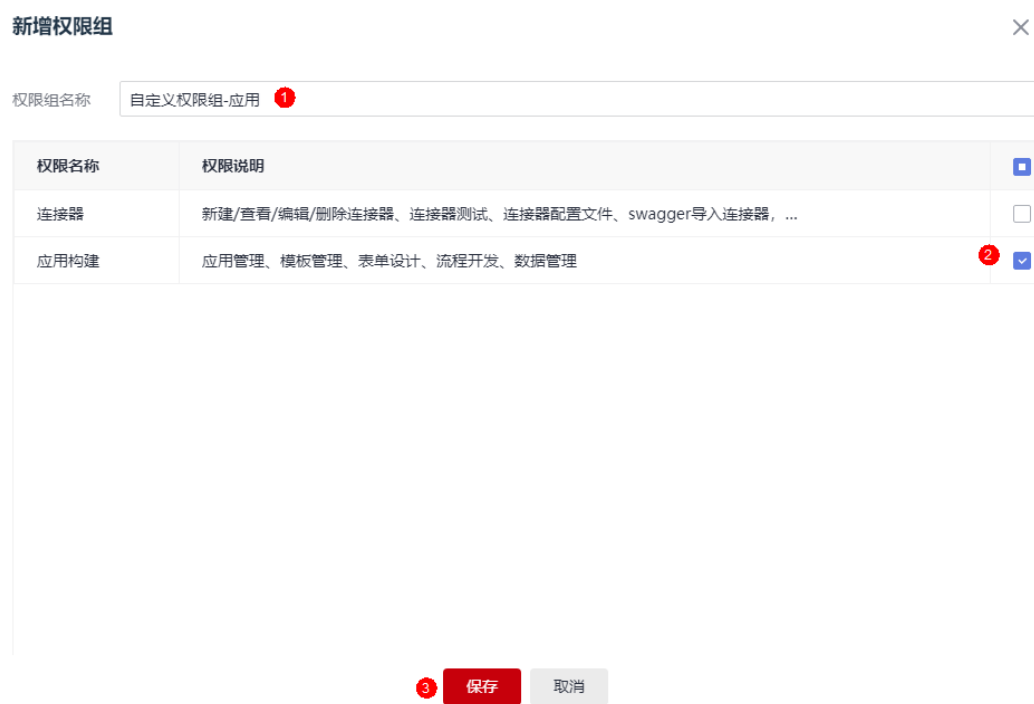 新增权限组
权限组名称 自定义权限组-应用 1
权限名称 权限说明
连接器 新建/查看/编辑/删除连接器、连接器测试、连接器配置文件、swagger导入连接器，...
应用构建 应用管理、模板管理、表单设计、流程开发、数据管理 2
3 保存 取消